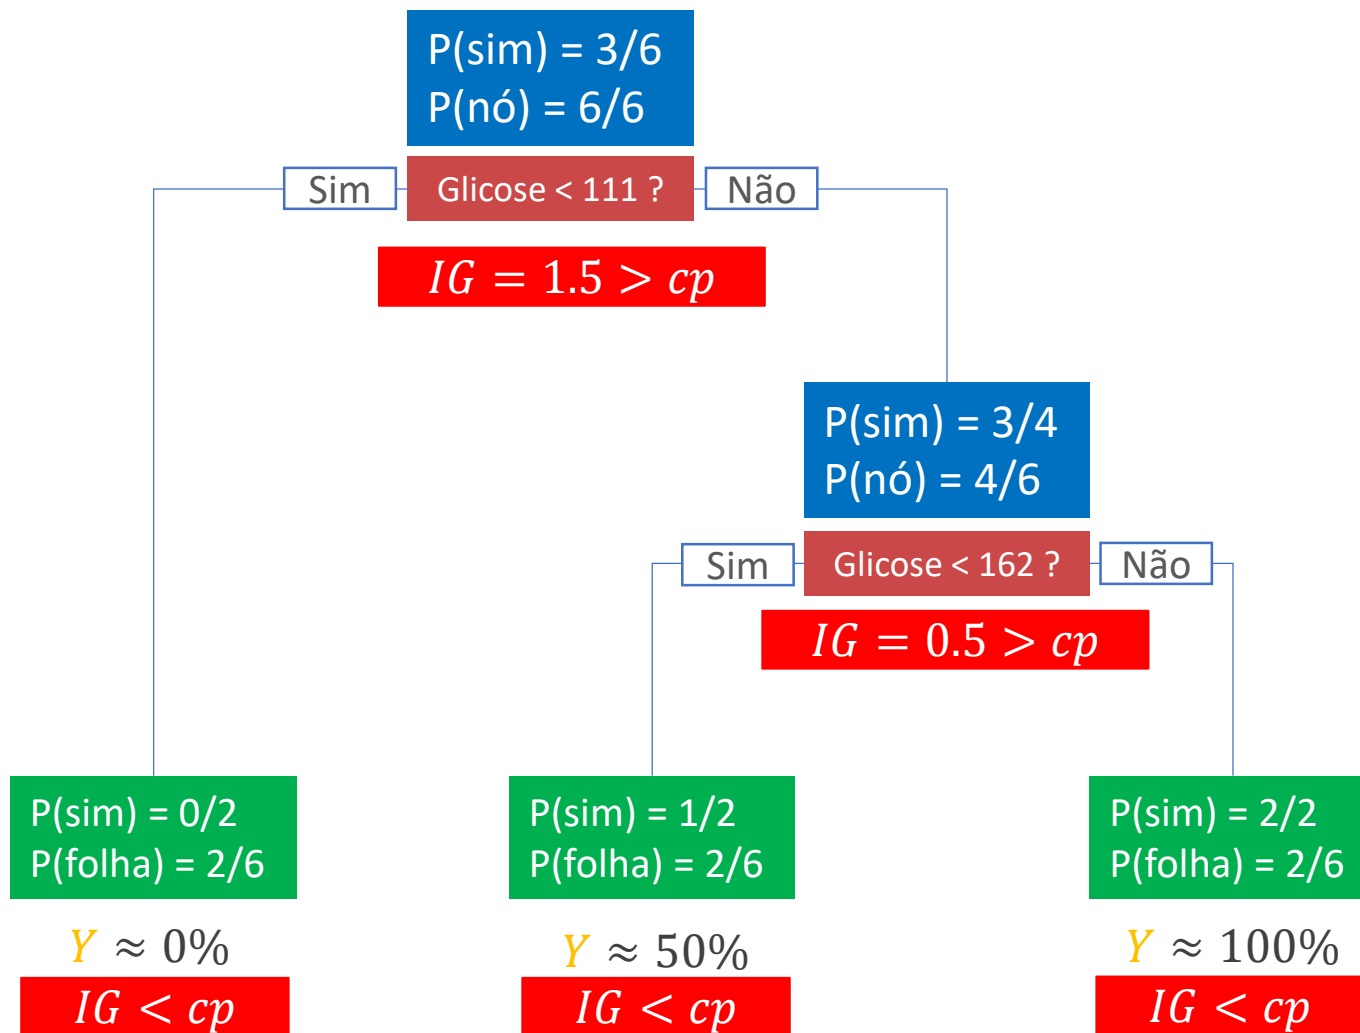 P(sim) = 3/6
P(nó) = 6/6
Sim
Glicose < 111 ?
Não
IG = 1.5 > cp
P(sim) = 3/4
P(nó) = 4/6
Sim
Glicose < 162 ?
Não
IG = 0.5 > cp
P(sim) = 0/2
P(folha) = 2/6
Y ≈ 0%
IG < cp
P(sim) = 1/2
P(folha) = 2/6
Y ≈ 50%
IG < cp
P(sim) = 2/2
P(folha) = 2/6
Y ≈ 100%
IG < cp